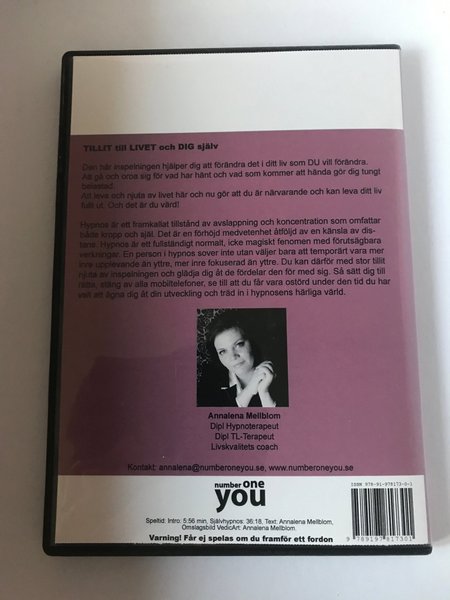 TILLIT till LIVET och DIG själv
Den här inspelningen hjälper dig att förändra det i ditt liv som DU vill förändra.
Att gå och oroa sig för vad har hänt och vad som kommer att hända gör dig tungt
belastad.
Att leva och njuta av livet här och nu gör att du är närvarande och kan leva ditt liv
fullt ut. Och det är du värd!
Hypnos är ett framkallat tillstånd av avslappning och koncentration som omfattar
både kropp och själ. Det är en förhöjd medvetenhet åtföljd av en känsla av dis-
tans. Hypnos är ett fullständigt normalt, icke magiskt fenomen med förutsägbara
verkningar. En person i hypnos sover inte utan väljer bara att temporärt vara mer
inre upplevande än yttre, mer inre fokuserad än yttre. Du kan därför med stor tillit
njuta av inspelningen och glädja dig åt de fördelar den för med sig. Så sätt dig till
rätta, stäng av alla mobiltelefoner, se till att du får vara ostörd under den tid du har
valt att ägna dig åt din utveckling och träd in i hypnosens härliga värld.
Annalena Mellblom
Dipl Hypnoterapeut
Dipl TL-Terapeut
Livskvalitets coach
Kontakt: annalena@numberoneyou.se, www.numberoneyou.se
number one
you
ISBN 978-91-978173-0-1
Speltid: Intro: 5:56 min, Självhypnos: 36:18, Text: Annalena Mellblom,
Omslagsbild VedicArt: Annalena Mellblom.
Varning! Får ej spelas om du framför ett fordon
9 789197 817301